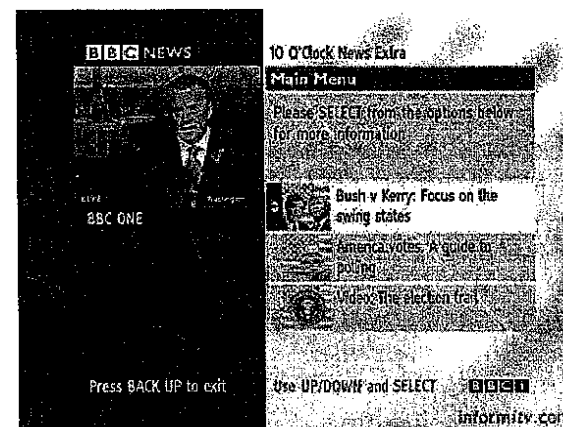 BBC NEWS
10 O'Clock News Extra
Main Menu
Please SELECT from the options below
for more information
LIVE
BBC ONE
Bush v Kerry: Focus on the
swing states
America votes: A guide to
polling
Video: The election trail
Press BACK UP to exit
Use UP/DOWN and SELECT
BBC 1
informitv.com